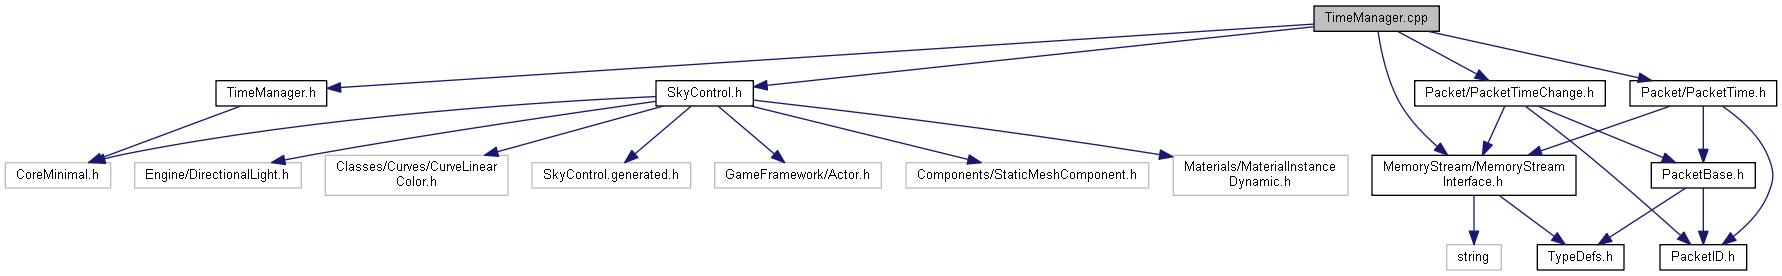 TimeManager.cpp
TimeManager.h
SkyControl.h
Packet/PacketTimeChange.h
Packet/PacketTime.h
CoreMinimal.h
Engine/DirectionalLight.h
Classes/Curves/CurveLinear
Color.h
SkyControl.generated.h
GameFramework/Actor.h
Components/StaticMeshComponent.h
Materials/MaterialInstance
Dynamic.h
MemoryStream/MemoryStream
Interface.h
PacketBase.h
string
TypeDefs.h
PacketID.h